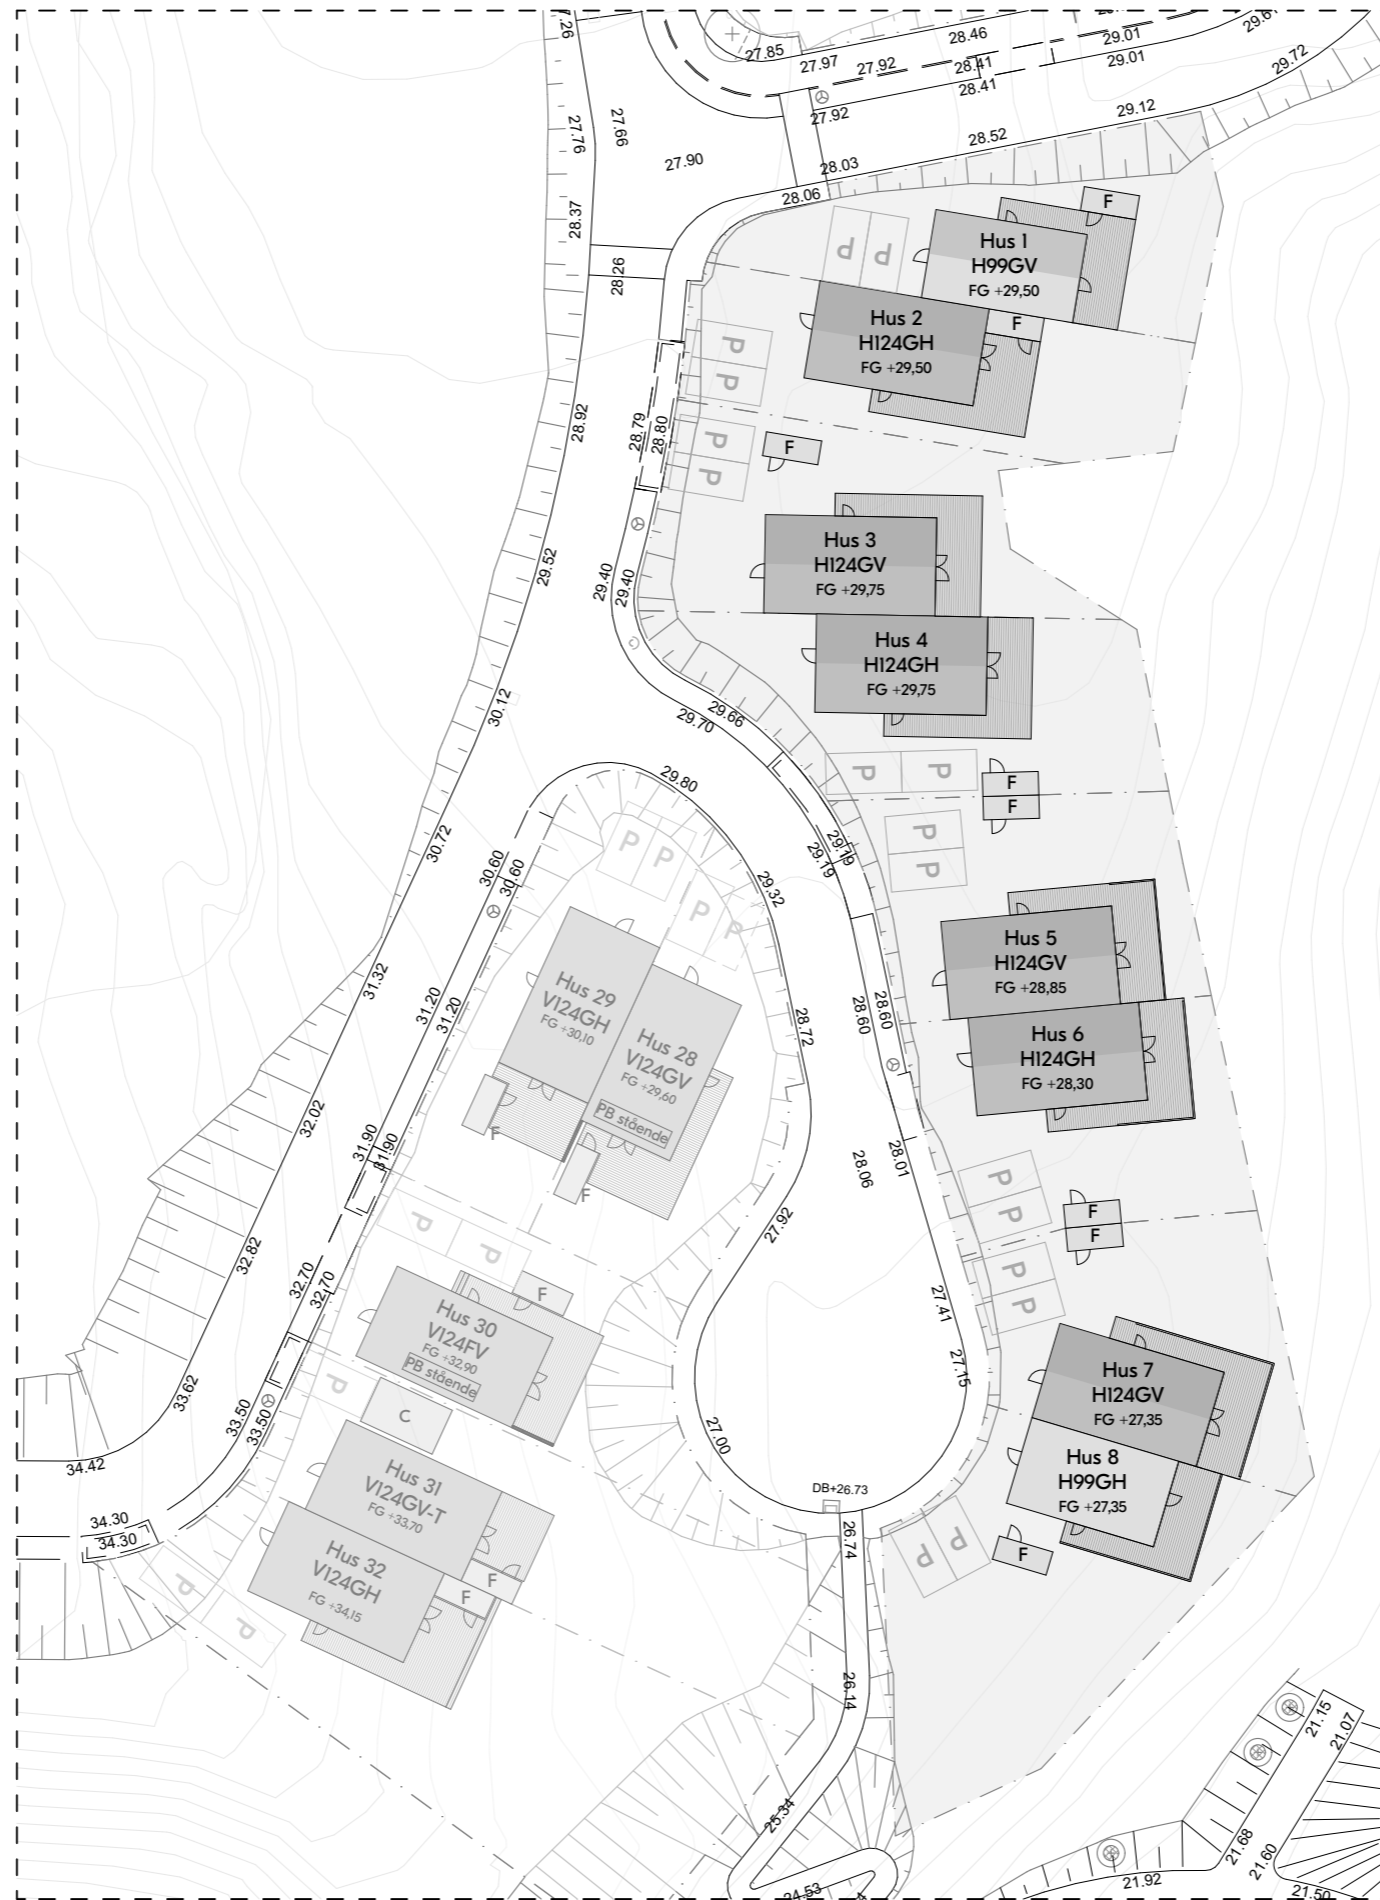 27.85
27.97
27.92
28.46
28.41
28.41
29.01
29.01
29.72
27.66
27.76
27.90
27.92
28.03
28.52
29.12
28.06
28.37
28.26
F
Hus 1
H99GV
FG +29,50
P
P
Hus 2
H124GH
FG +29,50
F
P
P
28.79
28.80
28.92
P
P
F
29.52
29.40
29.40
Hus 3
H124GV
FG +29,75
Hus 4
H124GH
FG +29,75
30.12
29.70
29.66
P
P
F
F
29.80
P
P
30.72
30.60
30.60
P
P
29.19
29.19
29.32
P
P
Hus 5
H124GV
FG +28,85
31.32
31.20
31.20
Hus 29
V124GH
FG +30,10
Hus 28
V124GV
FG +29,60
PB stående
28.72
28.60
28.60
Hus 6
H124GH
FG +28,30
32.02
31.90
31.90
F
F
28.06
28.01
P
P
F
F
P
P
27.92
32.82
32.70
32.70
P
P
F
Hus 30
V124FV
FG +32,90
PB stående
27.41
27.15
Hus 7
H124GV
FG +27,35
33.62
33.50
33.50
P
C
27.00
Hus 8
H99GH
FG +27,35
34.42
Hus 31
V124GV-T
FG +33,70
DB+26.73
26.74
P
P
F
34.30
34.30
Hus 32
V124GH
FG +34,15
F
F
P
P
26.14
25.34
24.53
21.15
21.07
21.68
21.60
21.92
21.50